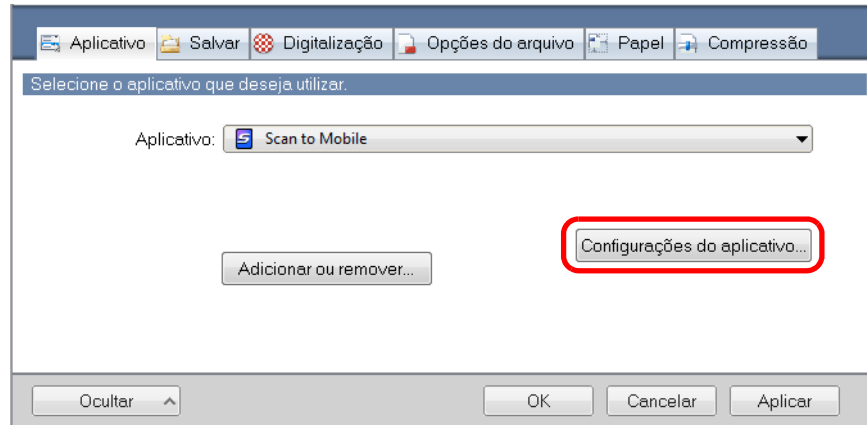 Aplicativo Salvar Digitalização Opções do arquivo Papel Compressão
Selecione o aplicativo que deseja utilizar.
Aplicativo: Scan to Mobile
Configurações do aplicativo...
Adicionar ou remover...
Ocultar OK Cancelar Aplicar